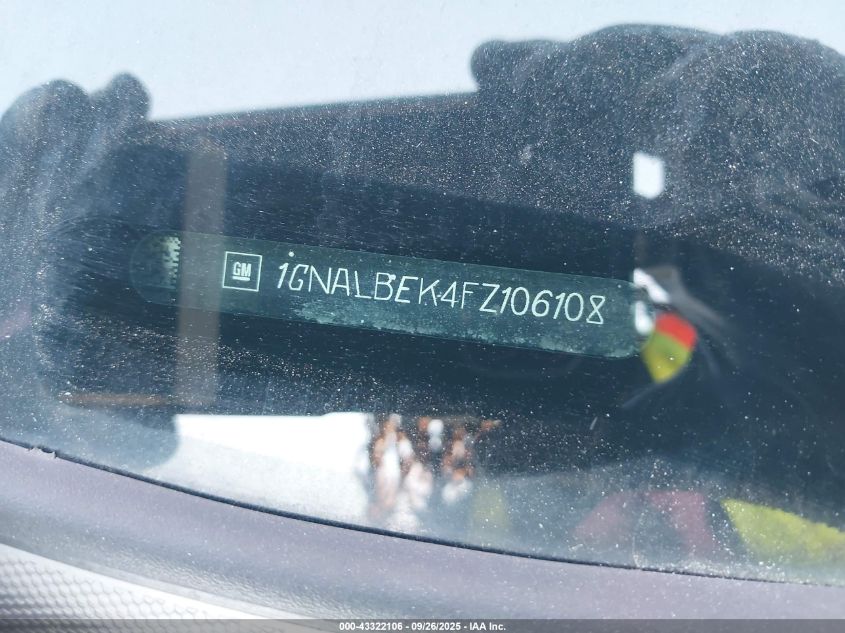 GM 1GNALBEK4FZ106108
000-43322106 - 09/26/2025 - IAA Inc.